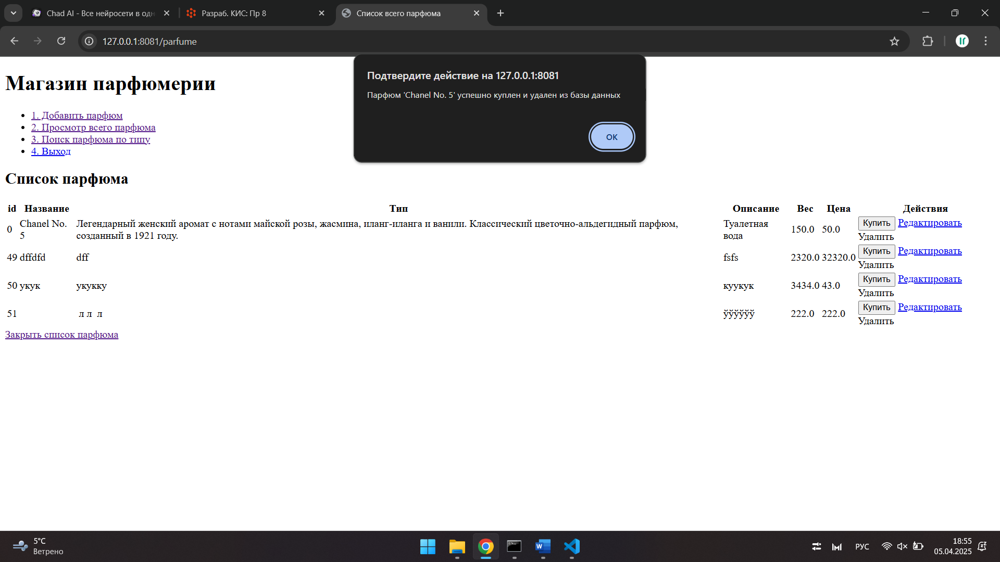 Chad AI - Все нейросети в одн
Разраб. КИС: Пр 8
Список всего парфюма
127.0.0.1:8081/parfume
Подтвердите действие на 127.0.0.1:8081
Парфюм 'Chanel No. 5' успешно куплен и удален из базы данных
ОК
Магазин парфюмерии
1. Добавить парфюм
2. Просмотр всего парфюма
3. Поиск парфюма по типу
4. Выход
Список парфюма
id Название Тип Описание Вес Цена Действия
0 Chanel No. 5 Легендарный женский аромат с нотами майской розы, жасмина, иланг-иланга и ванили. Классический цветочно-альдегидный парфюм, созданный в 1921 году. Туалетная вода 150.0 50.0 Купить Редактировать
Удалить
49 dffdfd dff fsfs 2320.0 32320.0 Купить Редактировать
Удалить
50 укук укукку куукук 3434.0 43.0 Купить Редактировать
Удалить
51 л л л ўўўўўў 222.0 222.0 Купить Редактировать
Удалить
Закрыть список парфюма
5°C
Ветрено
РУС
18:55
05.04.2025